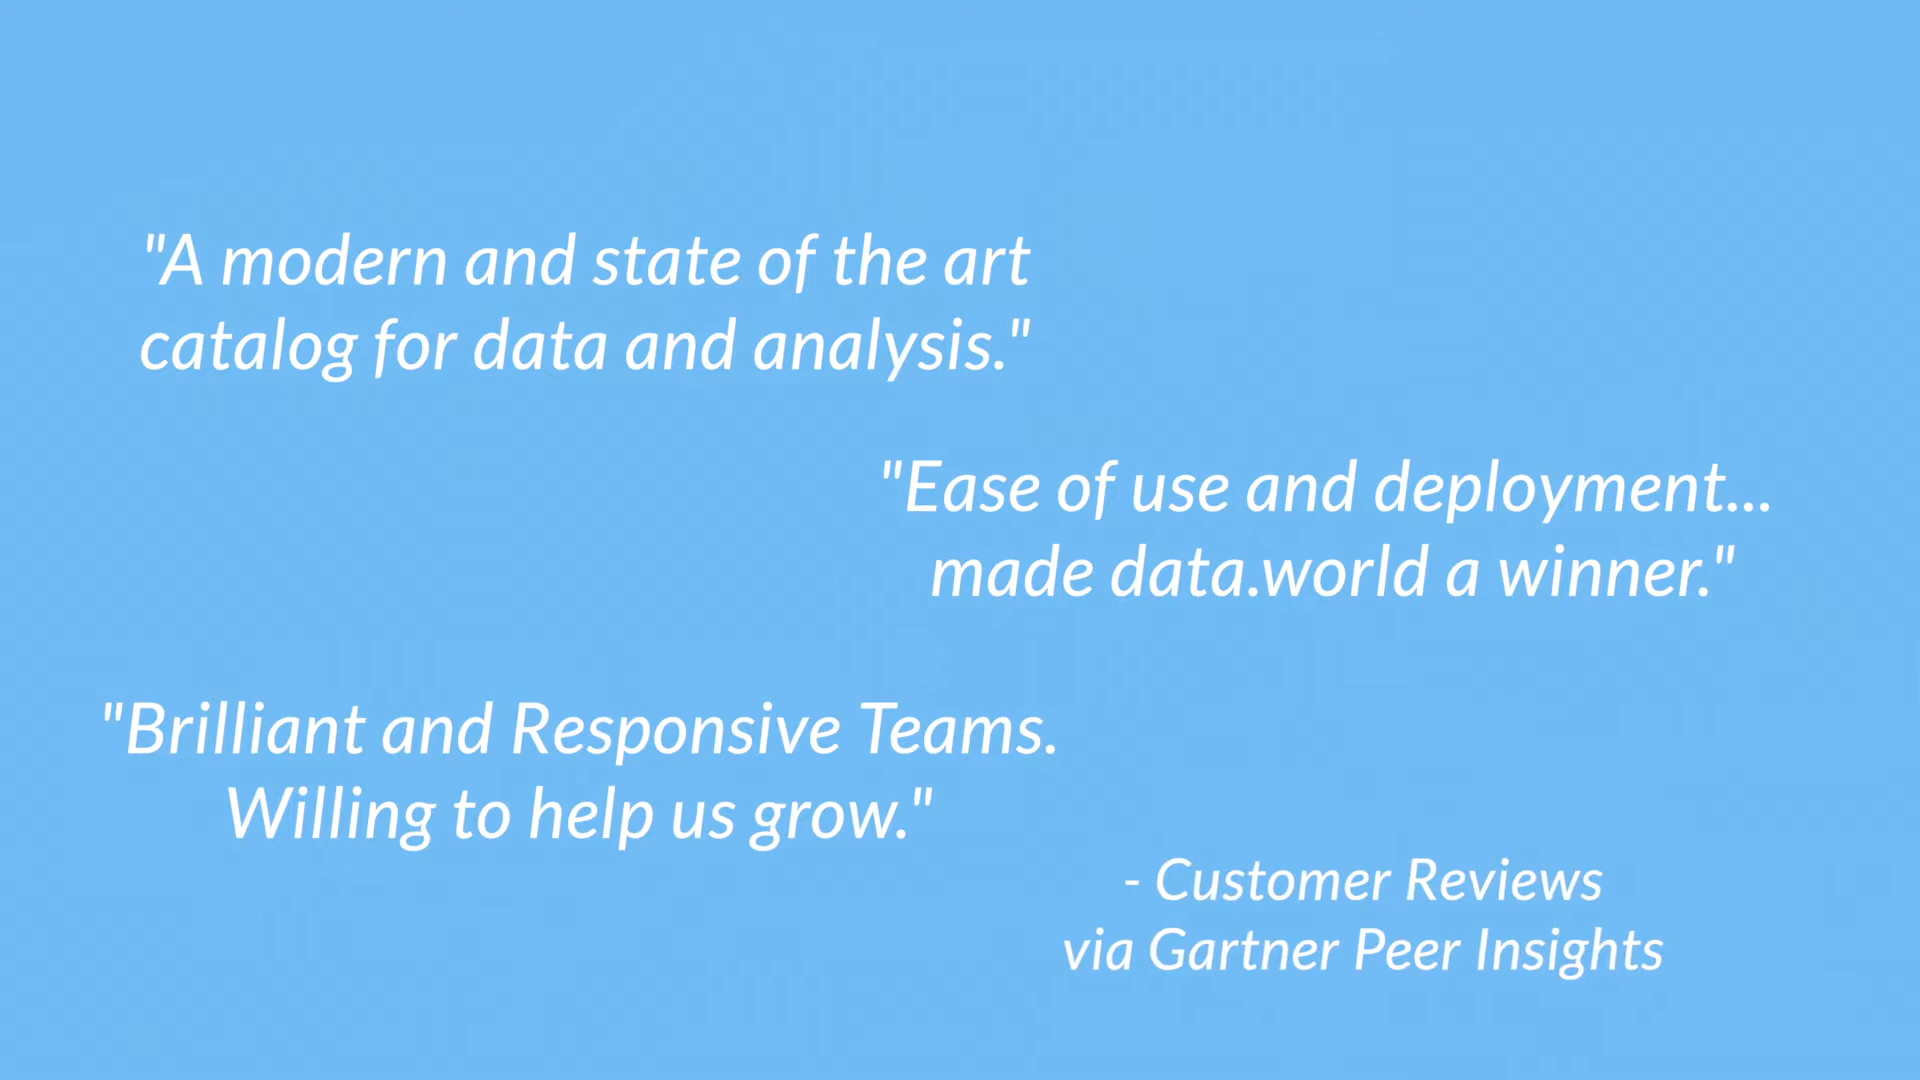 "A modern and state of the art
catalog for data and analysis."
"Ease of use and deployment...
made data.world a winner."
"Brilliant and Responsive Teams.
Willing to help us grow."
- Customer Reviews
via Gartner Peer Insights